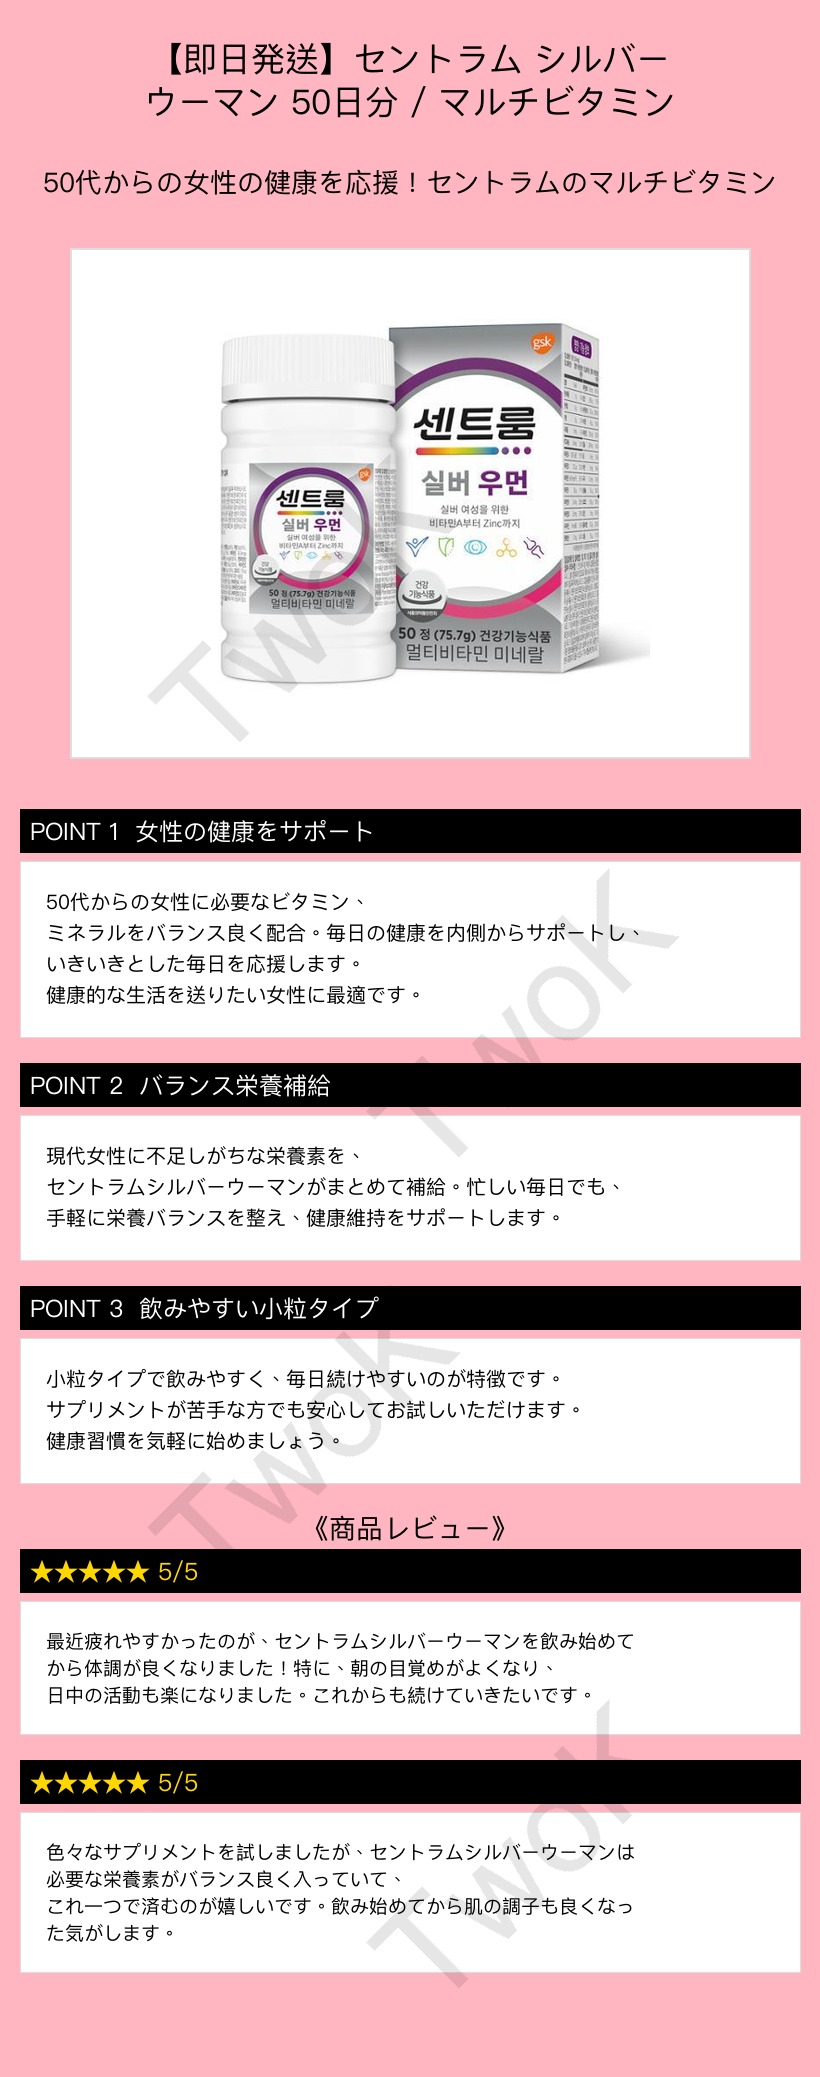 【即日発送】セントラム シルバー
ウーマン 50日分 / マルチビタミン
50代からの女性の健康を応援！セントラムのマルチビタミン
gsk
센트룸
실버 우먼
실버 여성을 위한
비타민A부터 Zinc까지
건강
기능식품
50 정 (75.7g) 건강기능식품
멀티비타민 미네랄
gsk
센트룸
실버 우먼
실버 여성을 위한
비타민A부터 Zinc까지
건강
기능식품
50 정 (75.7g) 건강기능식품
멀티비타민 미네랄
POINT 1 女性の健康をサポート
50代からの女性に必要なビタミン、
ミネラルをバランス良く配合。毎日の健康を内側からサポートし、
いきいきとした毎日を応援します。
健康的な生活を送りたい女性に最適です。
POINT 2 バランス栄養補給
現代女性に不足しがちな栄養素を、
セントラムシルバーウーマンがまとめて補給。忙しい毎日でも、
手軽に栄養バランスを整え、健康維持をサポートします。
POINT 3 飲みやすい小粒タイプ
小粒タイプで飲みやすく、毎日続けやすいのが特徴です。
サプリメントが苦手な方でも安心してお試しいただけます。
健康習慣を気軽に始めましょう。
《商品レビュー》
★★★★★ 5/5
最近疲れやすかったのが、セントラムシルバーウーマンを飲み始めて
から体調が良くなりました！特に、朝の目覚めがよくなり、
日中の活動も楽になりました。これからも続けていきたいです。
★★★★★ 5/5
色々なサプリメントを試しましたが、セントラムシルバーウーマンは
必要な栄養素がバランス良く入っていて、
これ一つで済むのが嬉しいです。飲み始めてから肌の調子も良くなっ
た気がします。
TwoK
TwoK
TwoK
TwoK